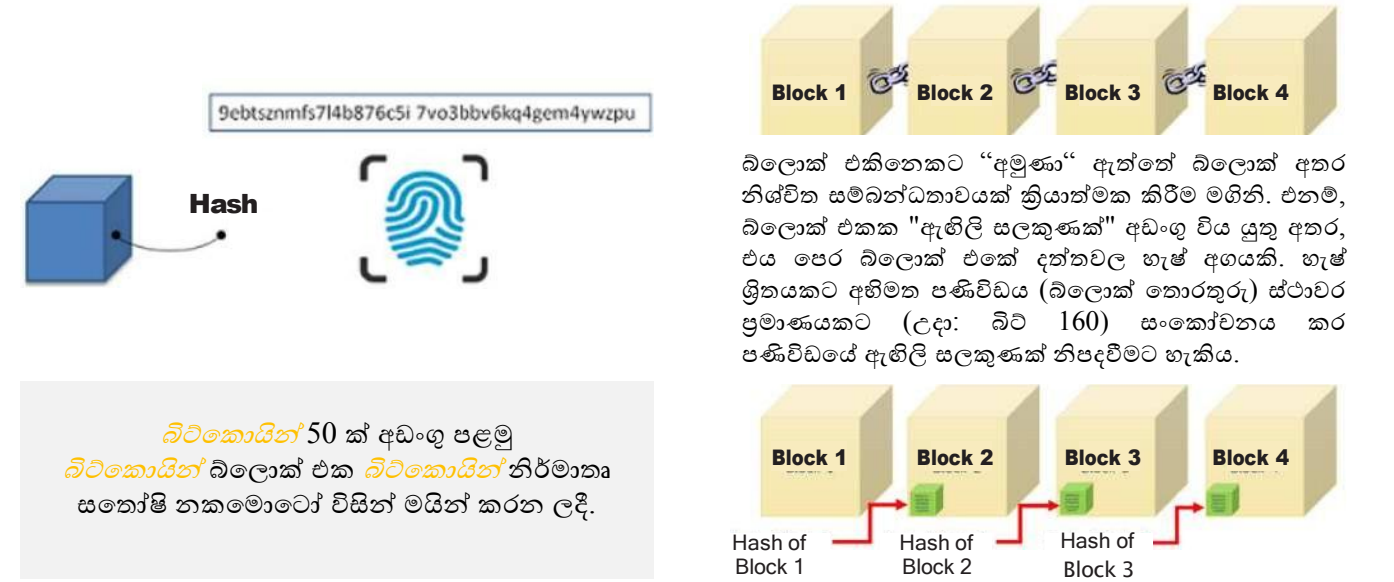 9ebtsznmfs7l4b876c5i 7vo3bbv6kq4gem4ywzpu
Hash
බිට්කොයින් 50 ක් අඩංගු පළමු
බිට්කොයින් බ්ලොක් එක බිට්කොයින් නිර්මාතෘ
සතෝෂි නකමොටෝ විසින් මයින් කරන ලදී.
Block 1
Block 2
Block 3
Block 4
බ්ලොක් එකිනෙකට ‘‘අමුණා‘‘ ඇත්තේ බ්ලොක් අතර
නිශ්චිත සම්බන්ධතාවයක් ක්‍රියාත්මක කිරීම මගිනි. එනම්,
බ්ලොක් එකක "ඇඟිලි සලකුණක්" අඩංගු විය යුතු අතර,
එය පෙර බ්ලොක් එකේ දත්තවල හැෂ් අගයකි. හැෂ්
ශ්‍රිතයකට අභිමත පණිවිඩය (බ්ලොක් තොරතුරු) ස්ථාවර
ප්‍රමාණයකට (උදා: බිට් 160) සංකෝචනය කර
පණිවිඩයේ ඇඟිලි සලකුණක් නිපදවීමට හැකිය.
Block 1
Block 2
Block 3
Block 4
Hash of
Block 1
Hash of
Block 2
Hash of
Block 3